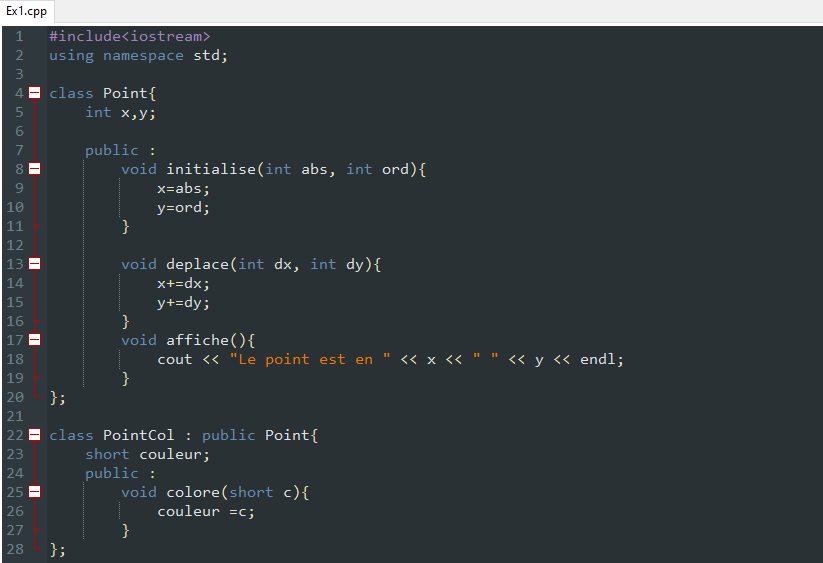 Ex1.cpp
1 #include<iostream>
2 using namespace std;
3
4 class Point{
5     int x,y;
6
7     public :
8         void initialise(int abs, int ord){
9             x=abs;
10             y=ord;
11         }
12
13         void deplace(int dx, int dy){
14             x+=dx;
15             y+=dy;
16         }
17         void affiche(){
18             cout << "Le point est en " << x << " " << y << endl;
19         }
20 };
21
22 class PointCol : public Point{
23     short couleur;
24     public :
25         void colore(short c){
26             couleur =c;
27         }
28 };